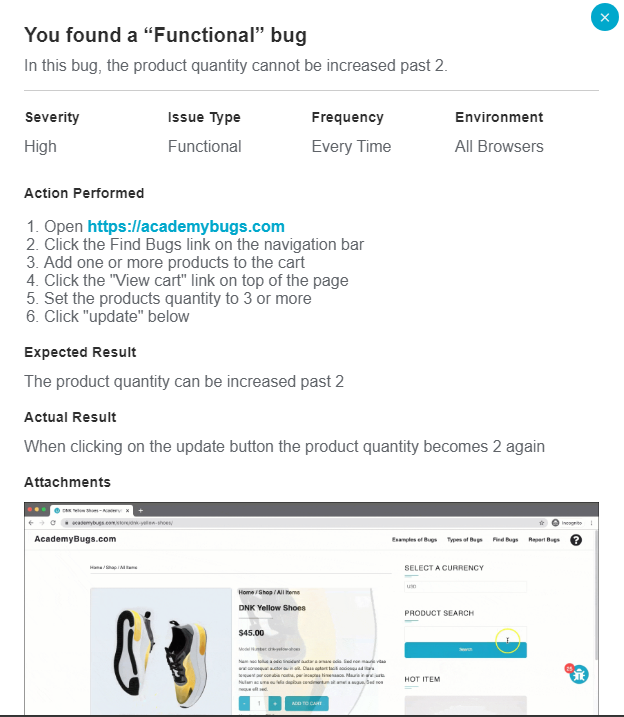 You found a “Functional” bug
In this bug, the product quantity cannot be increased past 2.
Severity
Issue Type
Frequency
Environment
High
Functional
Every Time
All Browsers
Action Performed
1. Open https://academybugs.com
2. Click the Find Bugs link on the navigation bar
3. Add one or more products to the cart
4. Click the "View cart" link on top of the page
5. Set the products quantity to 3 or more
6. Click "update" below
Expected Result
The product quantity can be increased past 2
Actual Result
When clicking on the update button the product quantity becomes 2 again
Attachments
DNK Yellow Shoes – Academy
academybugs.com/store/dnk-yellow-shoes/
Incognito
AcademyBugs.com
Examples of Bugs
Types of Bugs
Find Bugs
Report Bugs
?
Home / Shop / All Items
SELECT A CURRENCY
USD
Home / Shop / All Items
DNK Yellow Shoes
PRODUCT SEARCH
$45.00
SEARCH
HOT ITEM
- 1 +
ADD TO CART